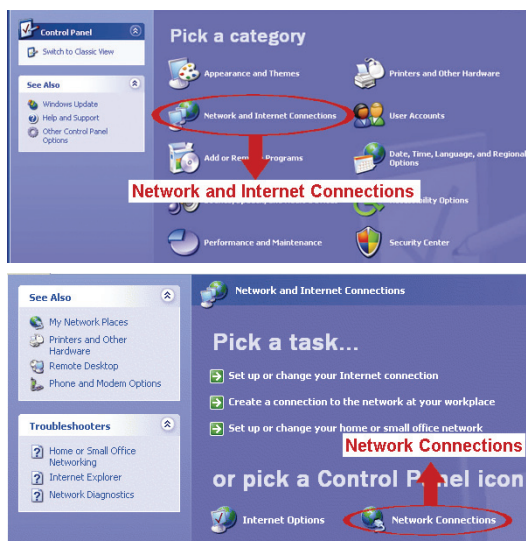 Control Panel
Switch to Classic View
See Also
Windows Update
Help and Support
Other Control Panel
Options
Pick a category
Appearance and Themes
Printers and Other Hardware
Network and Internet Connections
User Accounts
Add or Remove Programs
Date, Time, Language, and Regional
Options
Network and Internet Connections
Accessibility Options
Performance and Maintenance
Security Center
See Also
My Network Places
Printers and Other
Hardware
Remote Desktop
Phone and Modem Options
Troubleshooters
Home or Small Office
Networking
Internet Explorer
Network Diagnostics
Network and Internet Connections
Pick a task...
Set up or change your Internet connection
Create a connection to the network at your workplace
Set up or change your home or small office network
Network Connections
or pick a Control Panel icon
Internet Options
Network Connections